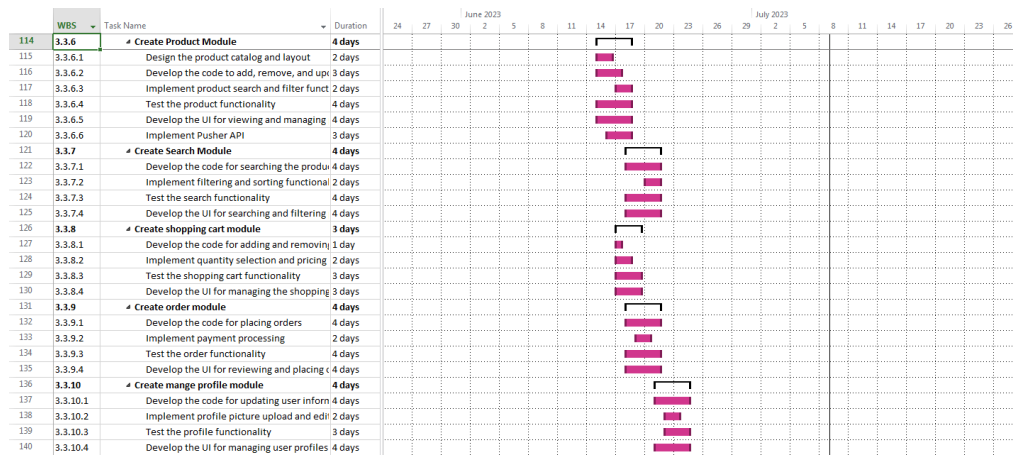 June 2023 July 2023
WBS Task Name Duration 24 27 30 2 5 8 11 14 17 20 23 26 29 2 5 8 11 14 17 20 23 26
114 3.3.6 Create Product Module 4 days
115 3.3.6.1 Design the product catalog and layout 2 days
116 3.3.6.2 Develop the code to add, remove, and upd 3 days
117 3.3.6.3 Implement product search and filter funct 2 days
118 3.3.6.4 Test the product functionality 4 days
119 3.3.6.5 Develop the UI for viewing and managing 4 days
120 3.3.6.6 Implement Pusher API 3 days
121 3.3.7 Create Search Module 4 days
122 3.3.7.1 Develop the code for searching the produ 4 days
123 3.3.7.2 Implement filtering and sorting functional 2 days
124 3.3.7.3 Test the search functionality 4 days
125 3.3.7.4 Develop the UI for searching and filtering 4 days
126 3.3.8 Create shopping cart module 3 days
127 3.3.8.1 Develop the code for adding and removing 1 day
128 3.3.8.2 Implement quantity selection and pricing 2 days
129 3.3.8.3 Test the shopping cart functionality 3 days
130 3.3.8.4 Develop the UI for managing the shopping 3 days
131 3.3.9 Create order module 4 days
132 3.3.9.1 Develop the code for placing orders 4 days
133 3.3.9.2 Implement payment processing 2 days
134 3.3.9.3 Test the order functionality 4 days
135 3.3.9.4 Develop the UI for reviewing and placing o 4 days
136 3.3.10 Create mange profile module 4 days
137 3.3.10.1 Develop the code for updating user inform 4 days
138 3.3.10.2 Implement profile picture upload and edit 2 days
139 3.3.10.3 Test the profile functionality 3 days
140 3.3.10.4 Develop the UI for managing user profiles 4 days